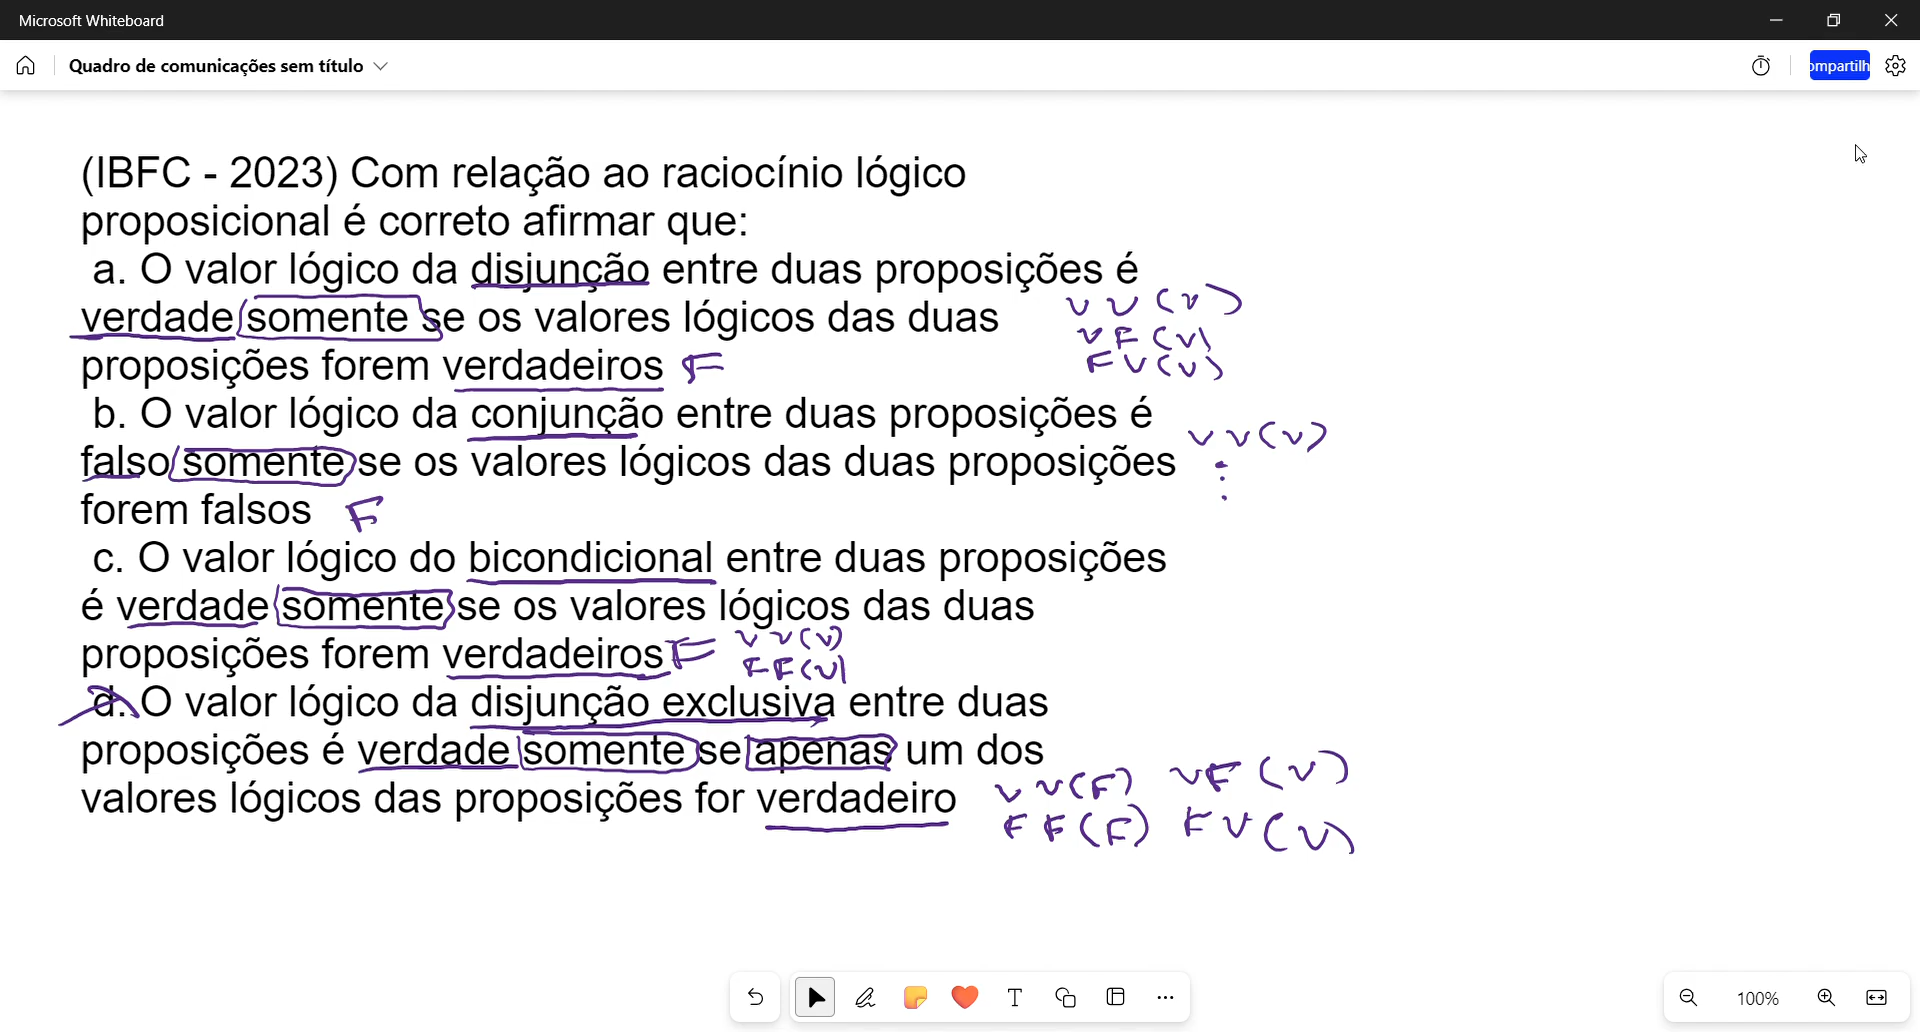 Microsoft Whiteboard
Quadro de comunicações sem título
ompartilh
(IBFC - 2023) Com relação ao raciocínio lógico
proposicional é correto afirmar que:
a. O valor lógico da disjunção entre duas proposições é
verdade somente se os valores lógicos das duas
V V (V)
V F (V)
proposições forem verdadeiros F
F V (V)
b. O valor lógico da conjunção entre duas proposições é
V V (V)
falso somente se os valores lógicos das duas proposições
forem falsos F
c. O valor lógico do bicondicional entre duas proposições
é verdade somente se os valores lógicos das duas
proposições forem verdadeiros F
V V (V)
F F (V)
d. O valor lógico da disjunção exclusiva entre duas
proposições é verdade somente se apenas um dos
valores lógicos das proposições for verdadeiro
V V (F) V F (V)
F F (F) F V (V)
100%